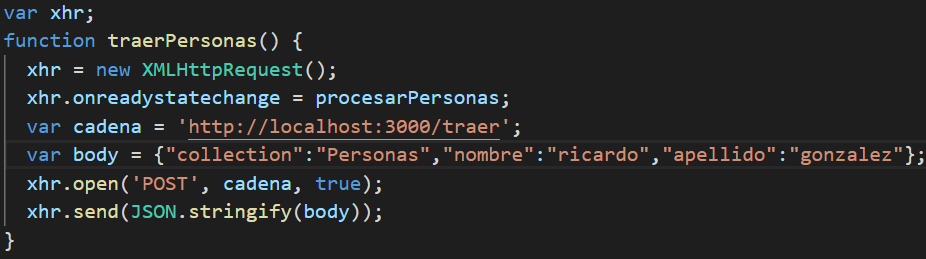 var xhr;
function traerPersonas() {
xhr = new XMLHttpRequest();
xhr.onreadystatechange = procesarPersonas;
var cadena = 'http://localhost:3000/traer';
var body = {"collection":"Personas","nombre":"ricardo","apellido":"gonzalez"};
xhr.open('POST', cadena, true);
xhr.send(JSON.stringify(body));
}